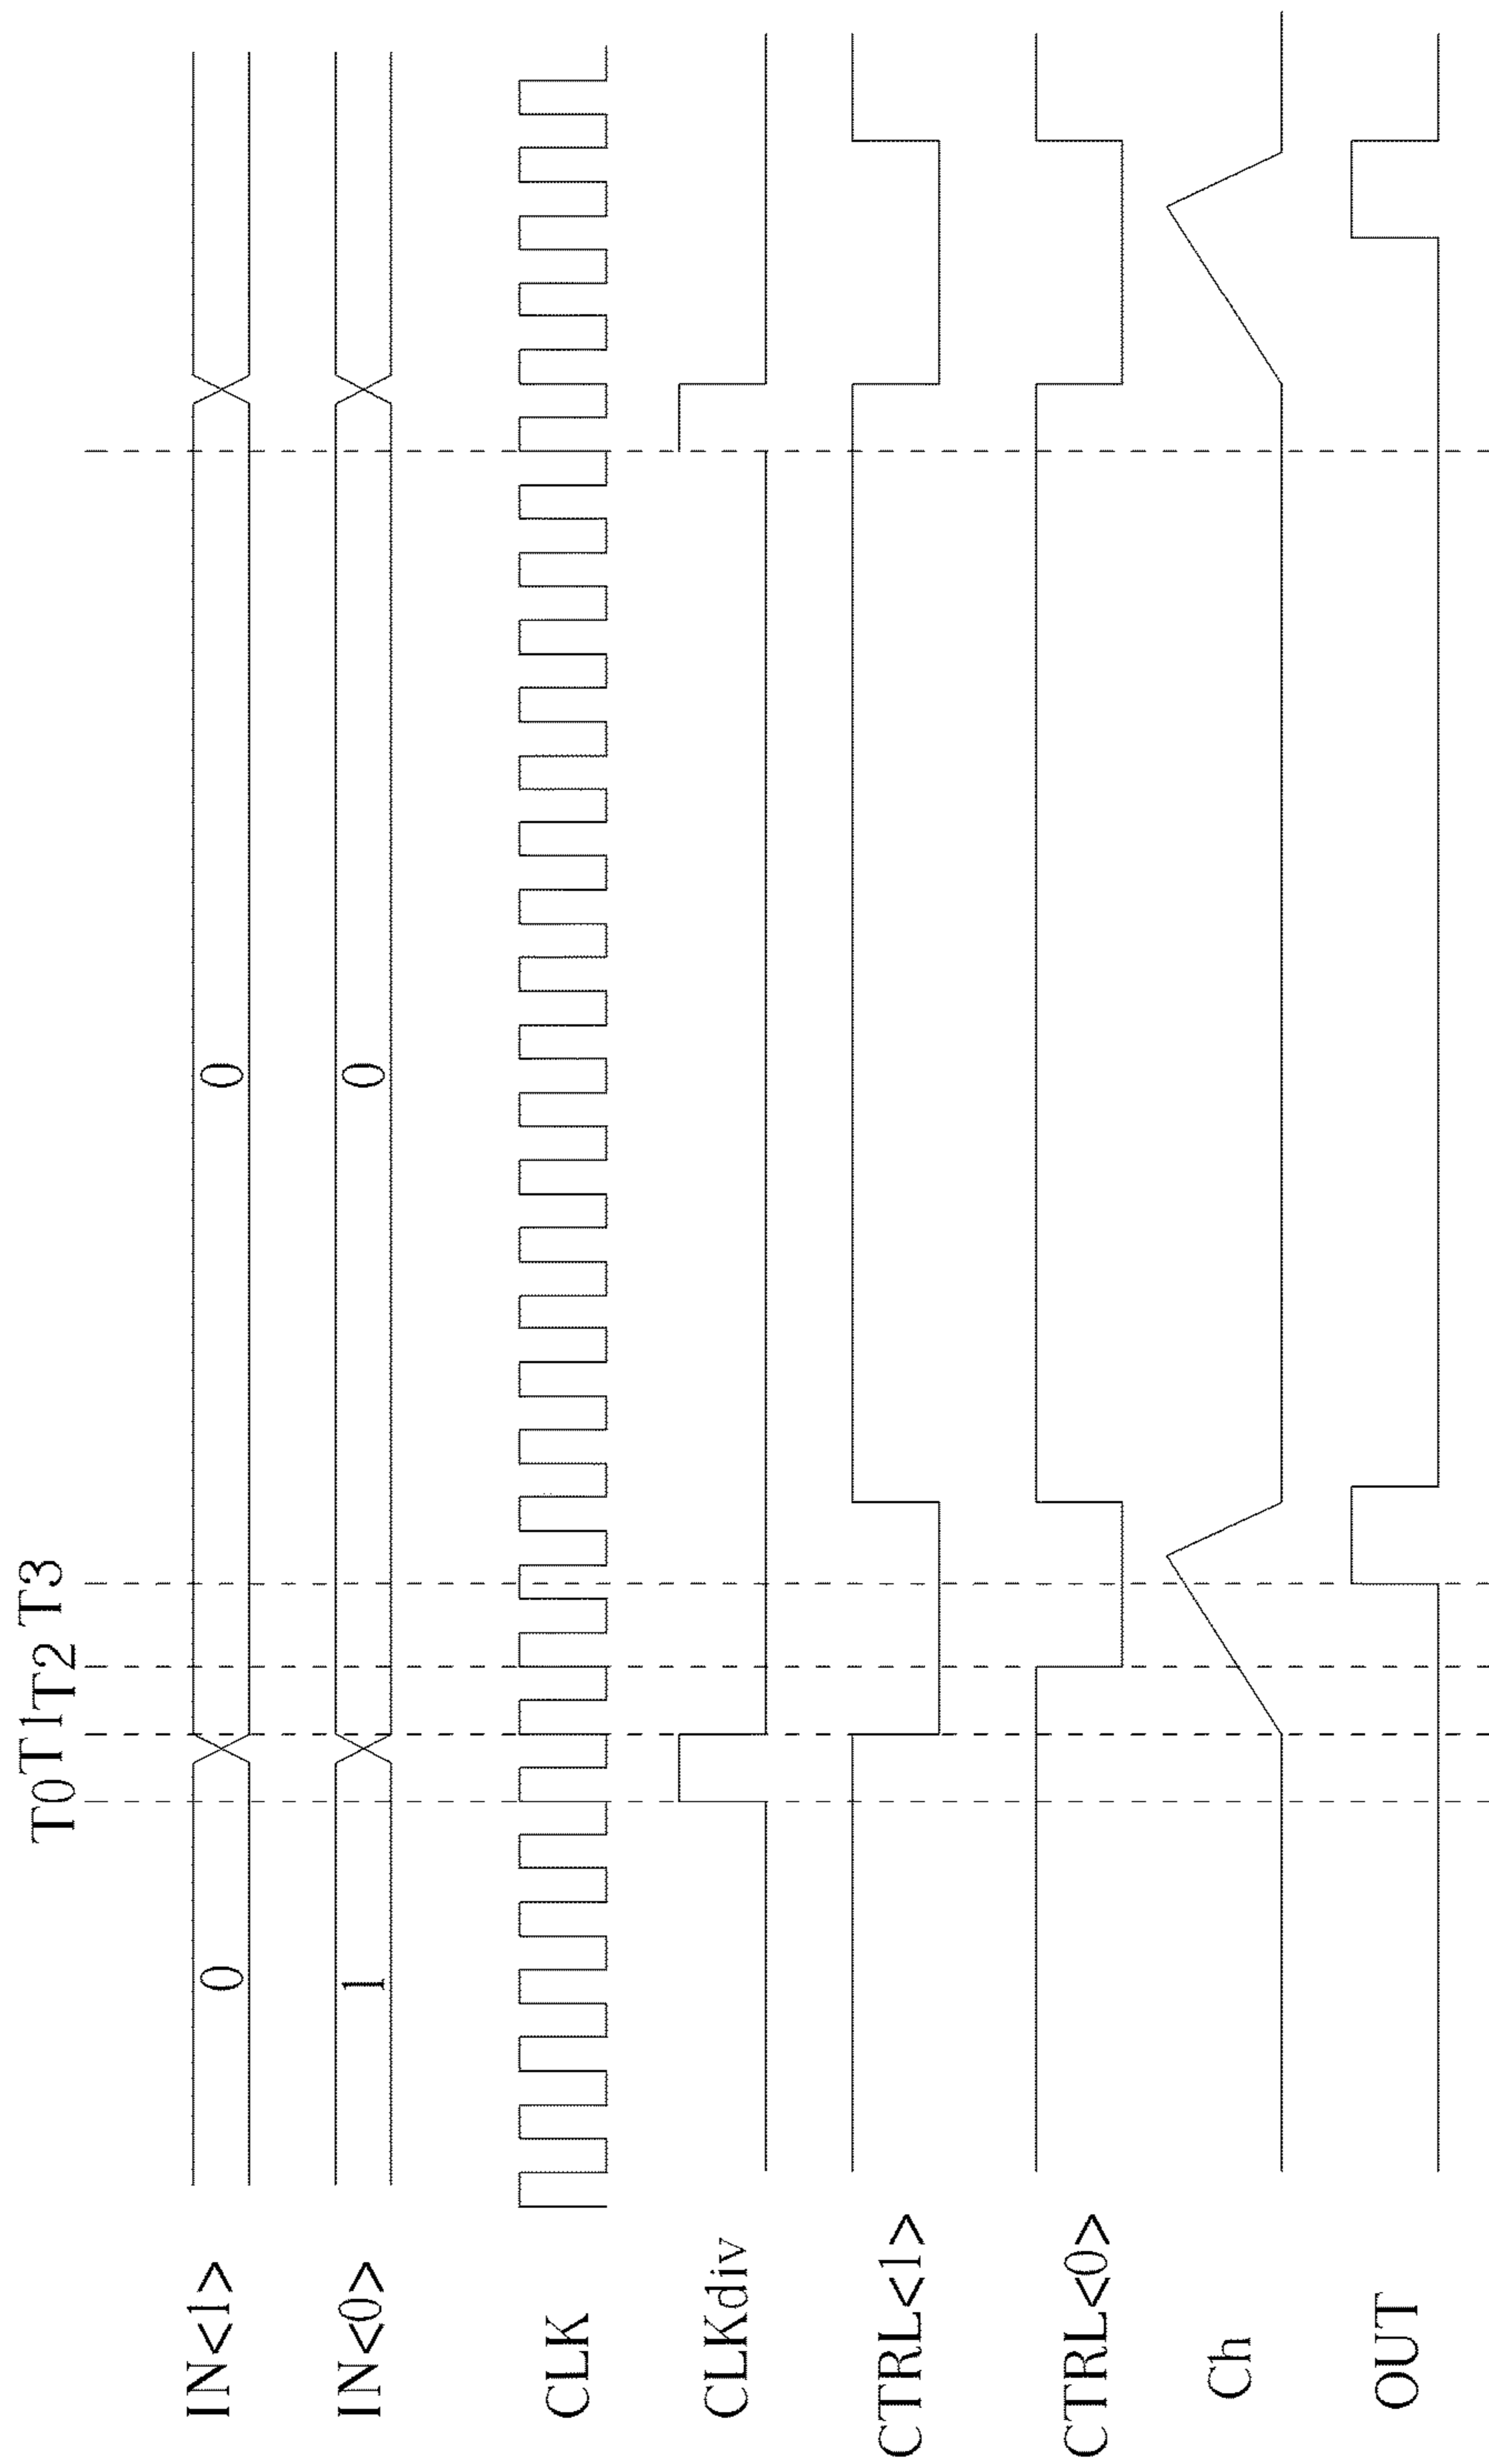 T0 T1 T2 T3
IN<1> 0 0
IN<0> 1 0
CLK
CLKdiv
CTRL<1>
CTRL<0>
Ch
OUT